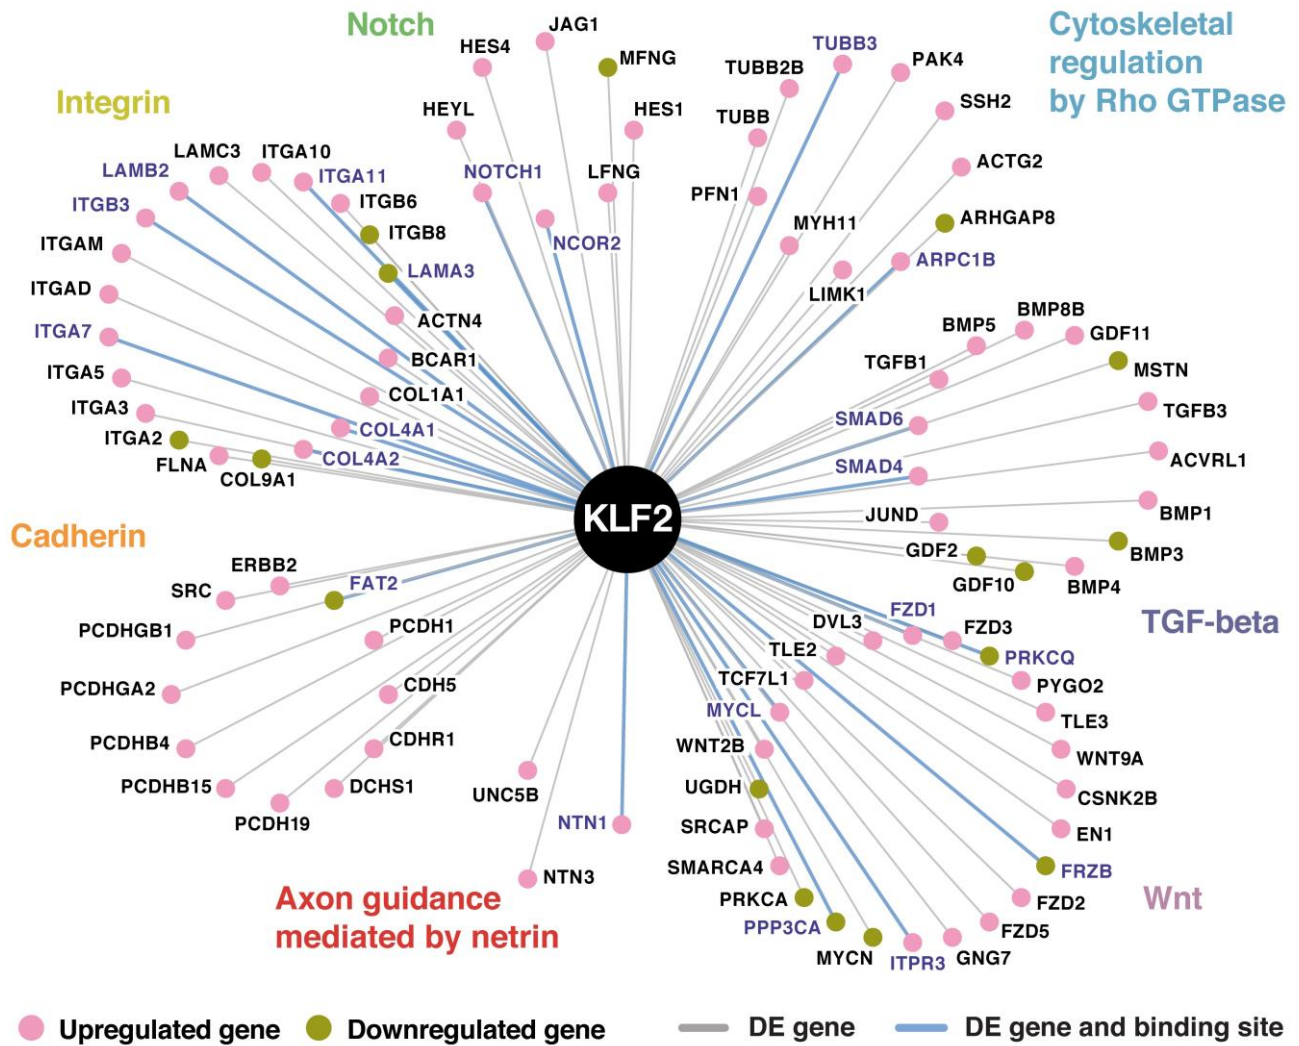 Notch
JAG1
HES4
MFNG
HEYL
HES1
NOTCH1
LFNG
NCOR2
Cytoskeletal
regulation
by Rho GTPase
TUBB3
TUBB2B
PAK4
TUBB
SSH2
PFN1
ACTG2
MYH11
ARHGAP8
LIMK1
ARPC1B
Integrin
LAMC3
ITGA10
LAMB2
ITGA11
ITGB3
ITGB6
ITGAM
ITGB8
ITGAD
LAMA3
ITGA7
ACTN4
ITGA5
BCAR1
ITGA3
COL1A1
ITGA2
COL4A1
FLNA
COL9A1
COL4A2
BMP8B
BMP5
GDF11
TGFB1
MSTN
SMAD6
TGFB3
SMAD4
ACVRL1
JUND
BMP1
GDF2
BMP3
GDF10
BMP4
TGF-beta
KLF2
Cadherin
ERBB2
SRC
FAT2
PCDHGB1
PCDH1
PCDHGA2
CDH5
PCDHB4
CDHR1
PCDHB15
DCHS1
PCDH19
UNC5B
NTN1
NTN3
Axon guidance
mediated by netrin
FZD1
DVL3
FZD3
TLE2
PRKCQ
TCF7L1
PYGO2
MYCL
TLE3
WNT2B
WNT9A
UGDH
CSNK2B
SRCAP
EN1
SMARCA4
FRZB
PRKCA
FZD2
PPP3CA
FZD5
MYCN
ITPR3
GNG7
Wnt
Upregulated gene
Downregulated gene
DE gene
DE gene and binding site